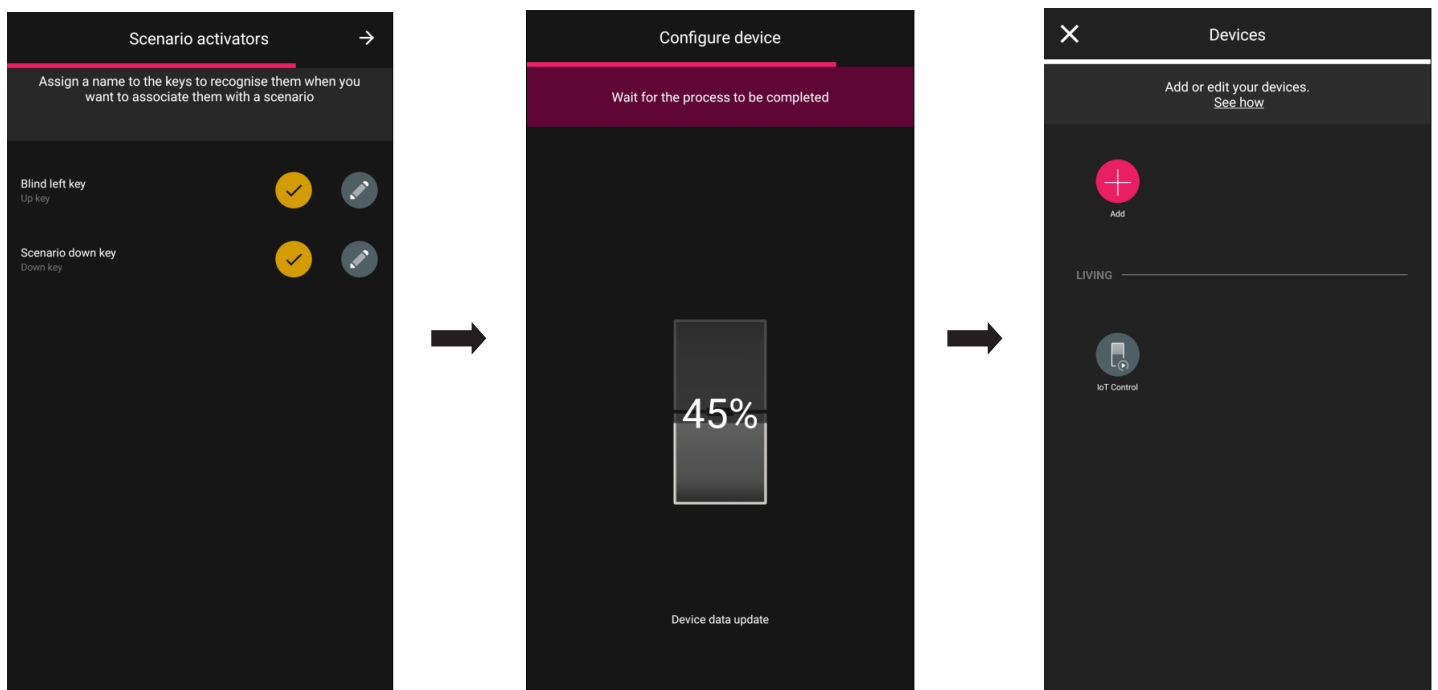 Scenario activators
Assign a name to the keys to recognise them when you
want to associate them with a scenario
Blind left key
Up key
Scenario down key
Down key
Configure device
Wait for the process to be completed
45%
Device data update
Devices
Add or edit your devices.
See how
Add
LIVING
IoT Control